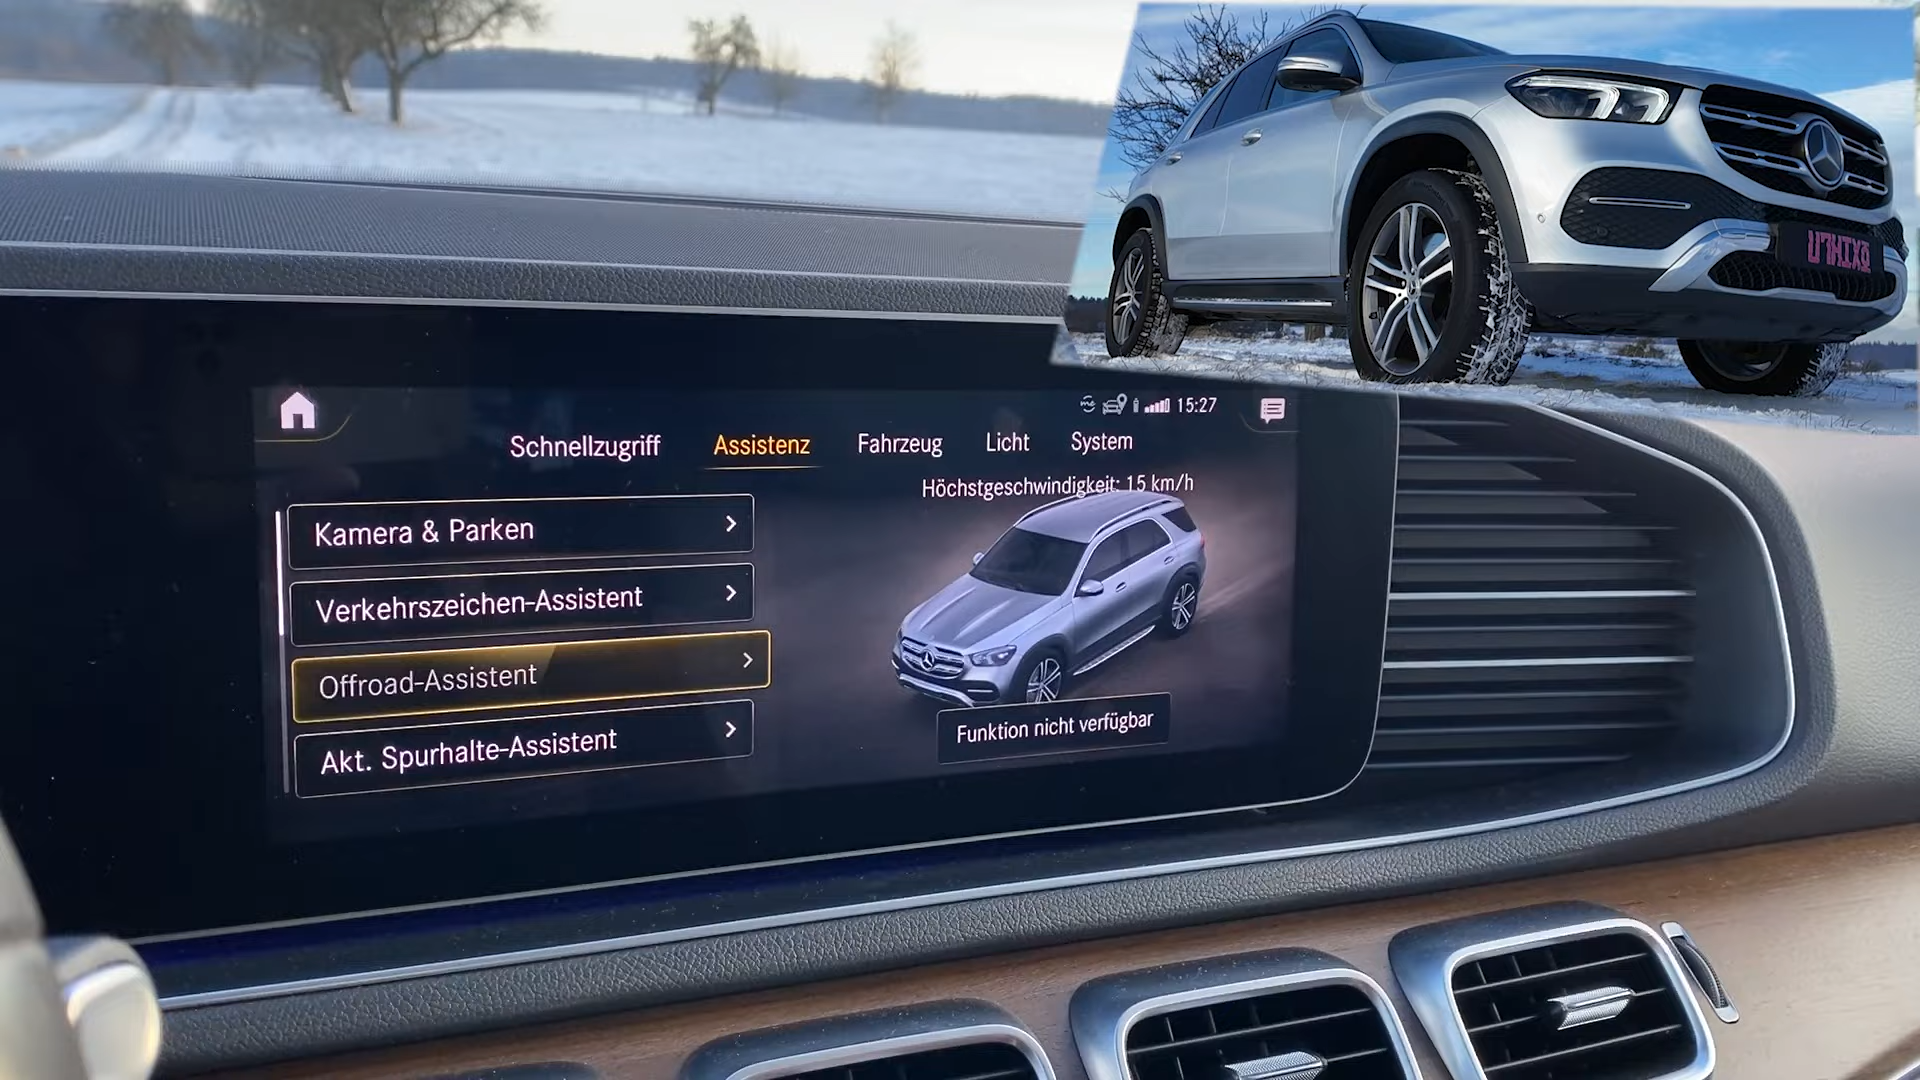 15:27
Schnellzugriff Assistenz Fahrzeug Licht System
Höchstgeschwindigkeit: 15 km/h
Kamera & Parken
Verkehrszeichen-Assistent
Offroad-Assistent
Akt. Spurhalte-Assistent
Funktion nicht verfügbar